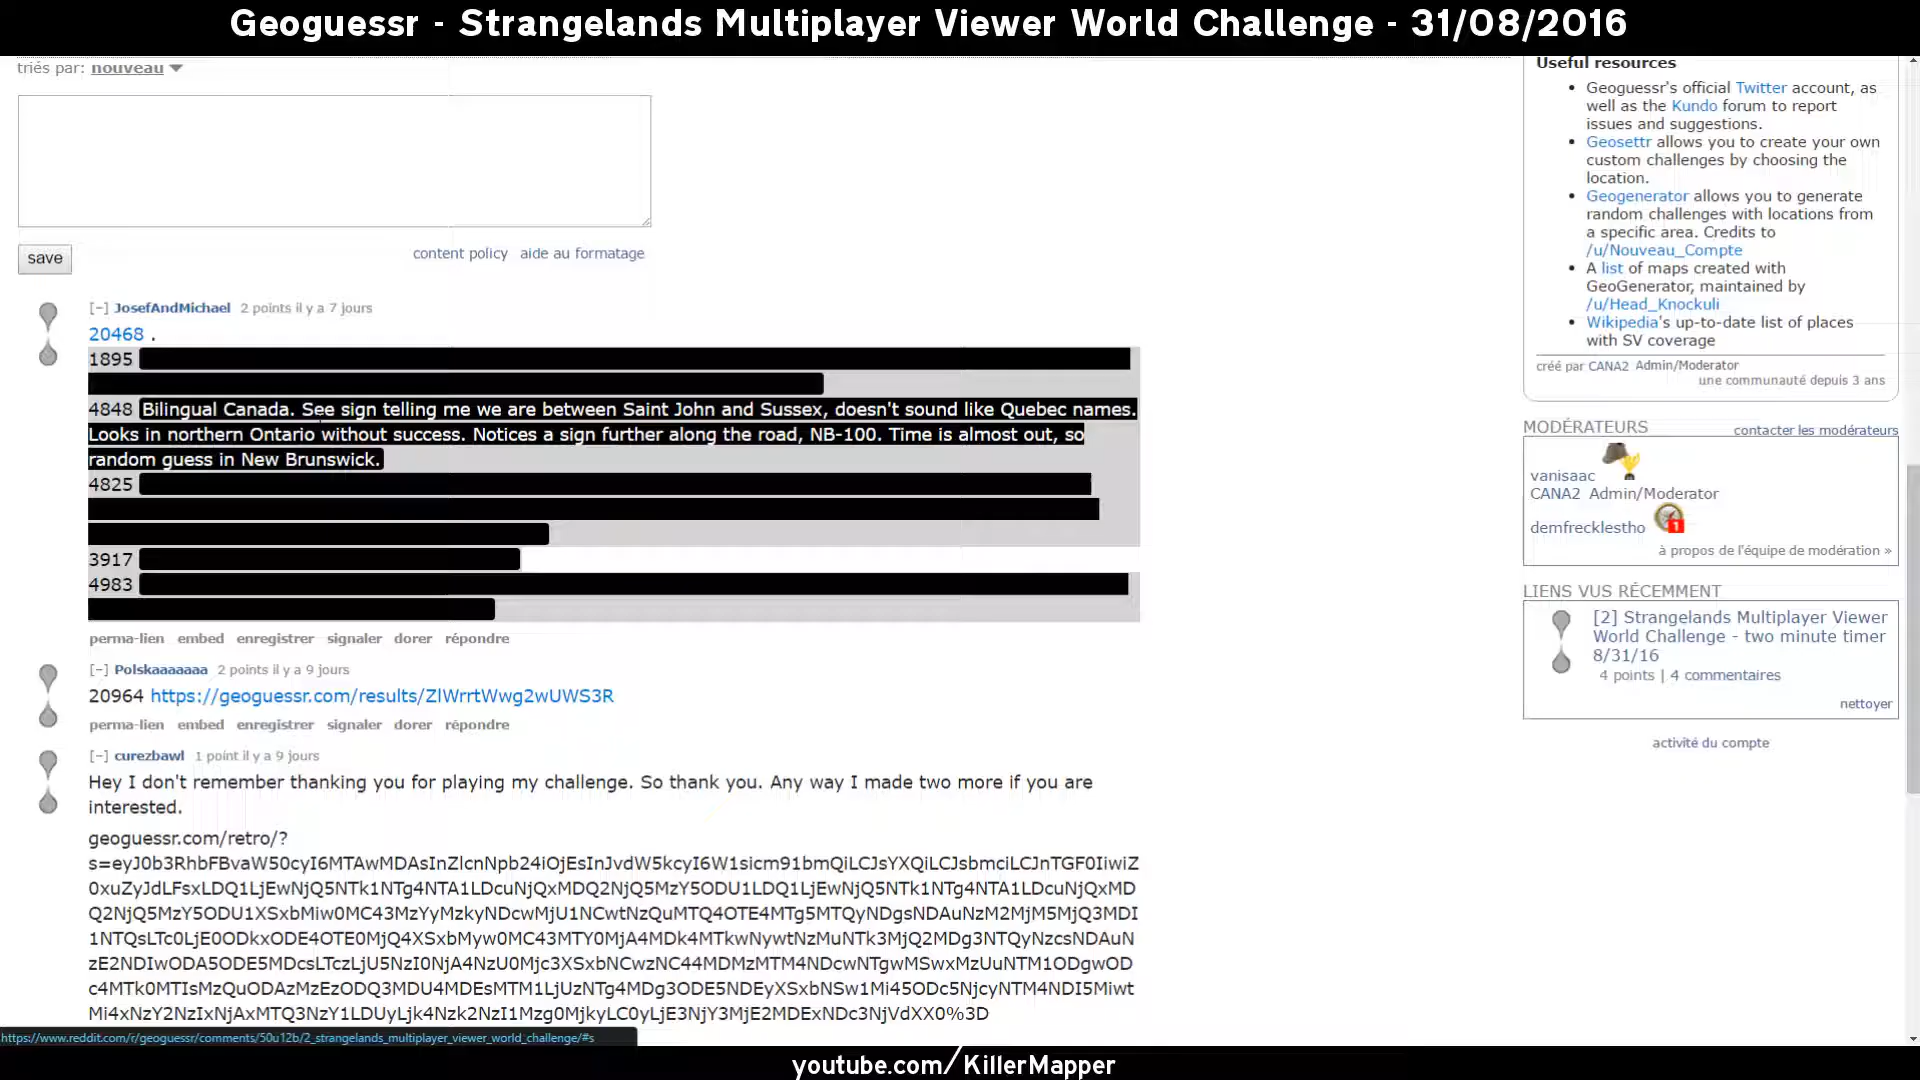 Geoguessr - Strangelands Multiplayer Viewer World Challenge - 31/08/2016
triés par: nouveau
save
content policy aide au formatage
[–] JosefAndMichael 2 points il y a 7 jours
20468 .
1895
4848 Bilingual Canada. See sign telling me we are between Saint John and Sussex, doesn't sound like Quebec names.
Looks in northern Ontario without success. Notices a sign further along the road, NB-100. Time is almost out, so
random guess in New Brunswick.
4825
3917
4983
perma-lien embed enregistrer signaler dorer répondre
[–] Polskaaaaaaa 2 points il y a 9 jours
20964 https://geoguessr.com/results/ZlWrrtWwg2wUWS3R
perma-lien embed enregistrer signaler dorer répondre
[–] curezbawl 1 point il y a 9 jours
Hey I don't remember thanking you for playing my challenge. So thank you. Any way I made two more if you are
interested.
geoguessr.com/retro/?
s=eyJ0b3RhbFBvaW50cyI6MTAwMDAsInZlcnNpb24iOjEsInJvdW5kcyI6W1sicm91bmQiLCJsYXQiLCJsbmciLCJnTGF0IiwiZ
0xuZyJdLFsxLDQ1LjEwNjQ5NTk1NTg4NTA1LDcuNjQxMDQ2NjQ5MzY5ODU1LDQ1LjEwNjQ5NTk1NTg4NTA1LDcuNjQxMD
Q2NjQ5MzY5ODU1XSxbMiw0MC43MzYyMzkyNDcwMjU1NCwtNzQuMTQ4OTE4MTg5MTQyNDgsNDAuNzM2MjM5MjQ3MDI
1NTQsLTc0LjE0ODkxODE4OTE0MjQ4XSxbMyw0MC43MTY0MjA4MDk4MTkwNywtNzMuNTk3MjQ2MDg3NTQyNzcsNDAuN
zE2NDIwODA5ODE5MDcsLTczLjU5NzI0NjA4NzU0Mjc3XSxbNCwzNC44MDMzMTM4NDcwNTgwMSwxMzUuNTM1ODgwOD
c4MTk0MTIsMzQuODAzMzEzODQ3MDU4MDEsMTM1LjUzNTg4MDg3ODE5NDEyXSxbNSw1Mi45ODc5NjcyNTM4NDI5Miwt
Mi4xNzY2NzIxNjAxMTQ3NzY1LDUyLjk4Nzk2NzI1Mzg0MjkyLC0yLjE3NjY3MjE2MDExNDc3NjVdXX0%3D
https://www.reddit.com/r/geoguessr/comments/50u12b/2_strangelands_multiplayer_viewer_world_challenge/#s
Useful resources
• Geoguessr's official Twitter account, as
well as the Kundo forum to report
issues and suggestions.
• Geosettr allows you to create your own
custom challenges by choosing the
location.
• Geogenerator allows you to generate
random challenges with locations from
a specific area. Credits to
/u/Nouveau_Compte
• A list of maps created with
GeoGenerator, maintained by
/u/Head_Knockuli
• Wikipedia's up-to-date list of places
with SV coverage
créé par CANA2 Admin/Moderator
une communauté depuis 3 ans
MODÉRATEURS contacter les modérateurs
vanisaac
CANA2 Admin/Moderator
demfrecklestho 1
à propos de l'équipe de modération »
LIENS VUS RÉCEMMENT
[2] Strangelands Multiplayer Viewer
World Challenge - two minute timer
8/31/16
4 points | 4 commentaires
nettoyer
activité du compte
youtube.com/KillerMapper